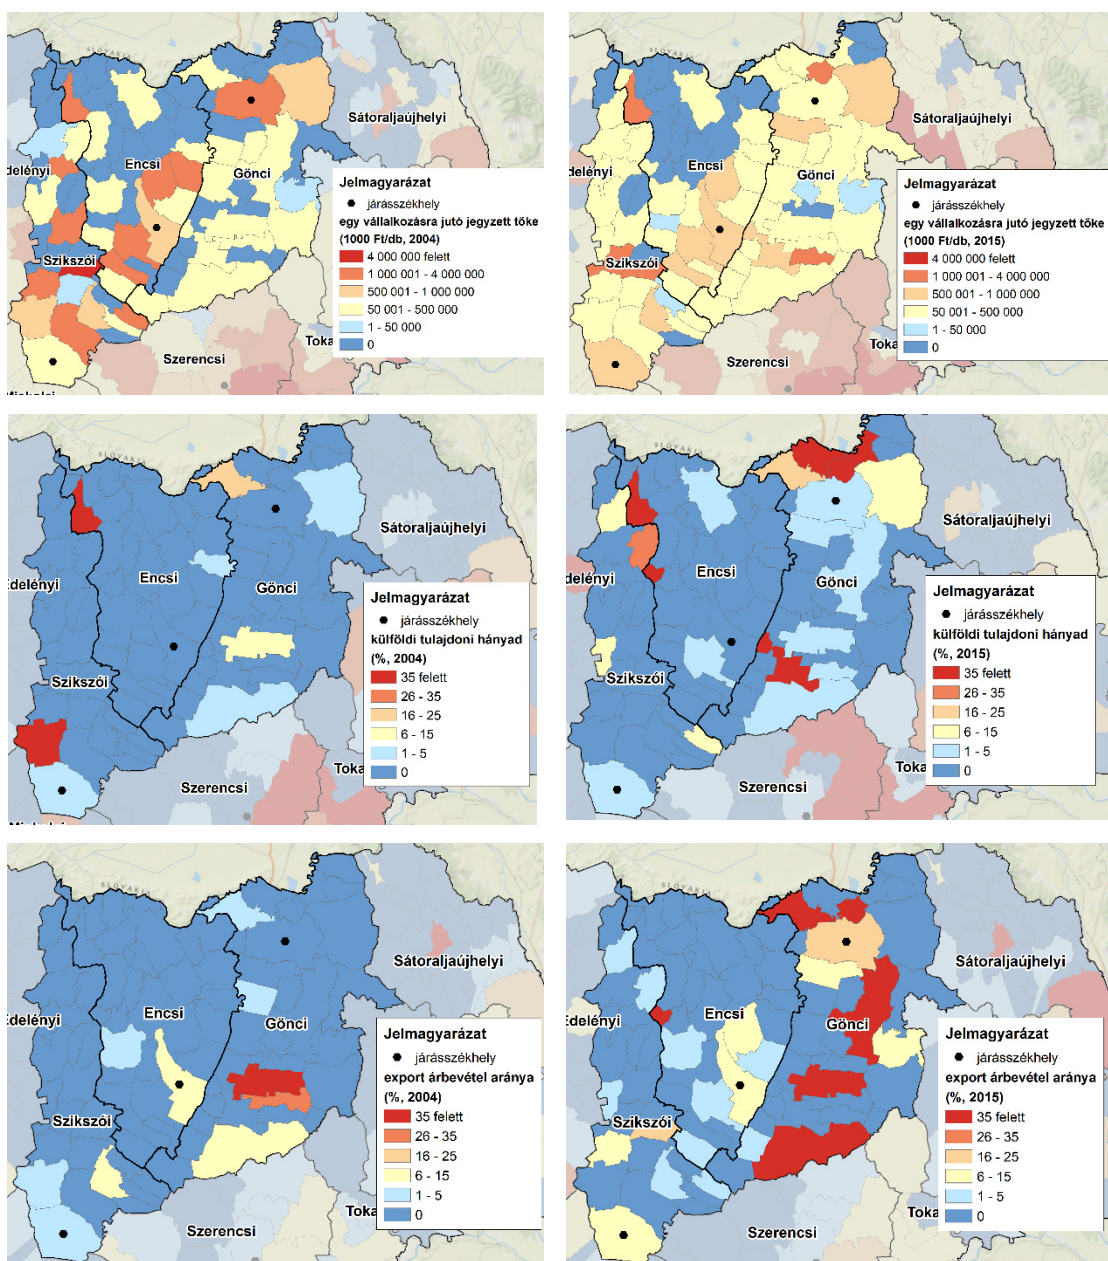 SLOVAKIA
Sátoraljaújhelyi
Encsi
delényi
Gönci
Szikszói
Szerencsi
Toka
Jelmagyarázat
járásszékhely
egy vállalkozásra jutó jegyzett tőke
(1000 Ft/db, 2004)
4 000 000 felett
1 000 001 - 4 000 000
500 001 - 1 000 000
50 001 - 500 000
1 - 50 000
0
SLOVAKIA
Sátoraljaújhelyi
Encsi
delényi
Gönci
Szikszói
Szerencsi
Toka
Jelmagyarázat
járásszékhely
egy vállalkozásra jutó jegyzett tőke
(1000 Ft/db, 2015)
4 000 000 felett
1 000 001 - 4 000 000
500 001 - 1 000 000
50 001 - 500 000
1 - 50 000
0
SLOVAKIA
Sátoraljaújhelyi
Edelényi
Encsi
Gönci
Szikszói
Szerencsi
Toka
Jelmagyarázat
járásszékhely
külföldi tulajdoni hányad
(%, 2004)
35 felett
26 - 35
16 - 25
6 - 15
1 - 5
0
SLOVAKIA
Sátoraljaújhelyi
Edelényi
Encsi
Gönci
Szikszói
Szerencsi
Toka
Jelmagyarázat
járásszékhely
külföldi tulajdoni hányad
(%, 2015)
35 felett
26 - 35
16 - 25
6 - 15
1 - 5
0
SLOVAKIA
Sátoraljaújhelyi
Edelényi
Encsi
Gönci
Szikszói
Szerencsi
Toka
Jelmagyarázat
járásszékhely
export árbevétel aránya
(%, 2004)
35 felett
26 - 35
16 - 25
6 - 15
1 - 5
0
SLOVAKIA
Sátoraljaújhelyi
Edelényi
Encsi
Gönci
Szikszói
Szerencsi
Toka
Jelmagyarázat
járásszékhely
export árbevétel aránya
(%, 2015)
35 felett
26 - 35
16 - 25
6 - 15
1 - 5
0